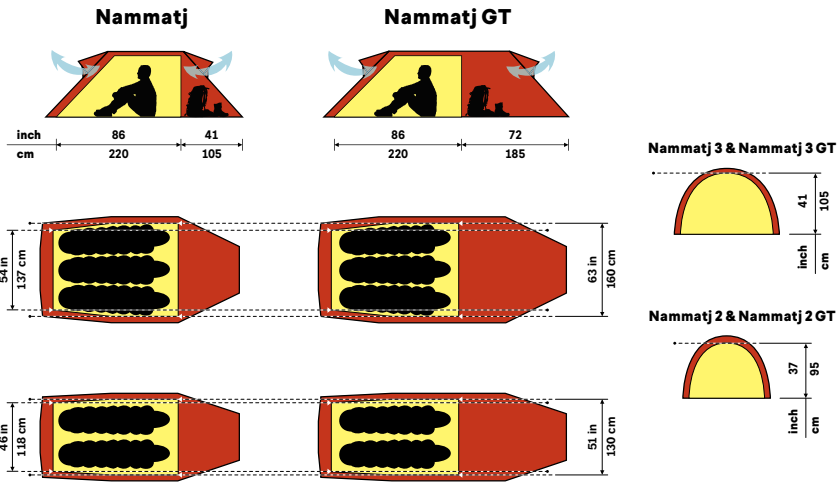 Nammatj
Nammatj GT
inch 86 41
cm 220 105
86 72
220 185
Nammatj 3 & Nammatj 3 GT
41 105
inch cm
54 in
137 cm
63 in
160 cm
Nammatj 2 & Nammatj 2 GT
37 95
inch cm
46 in
118 cm
51 in
130 cm